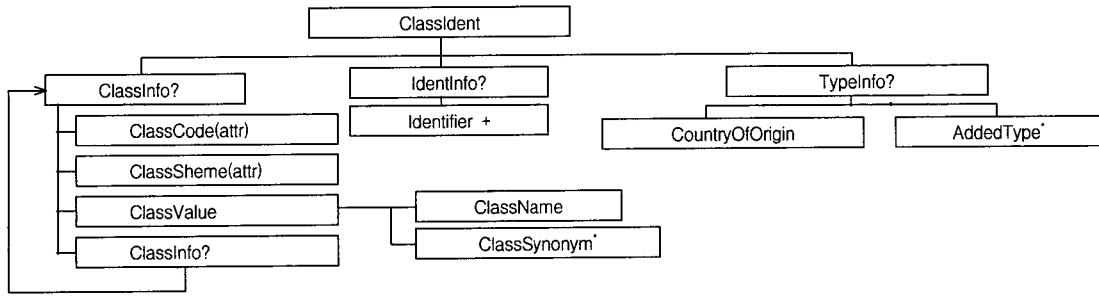 ClassIdent
ClassInfo?
IdentInfo?
TypeInfo?
Identifier +
ClassCode(attr)
CountryOfOrigin
AddedType*
ClassSheme(attr)
ClassValue
ClassName
ClassSynonym*
ClassInfo?